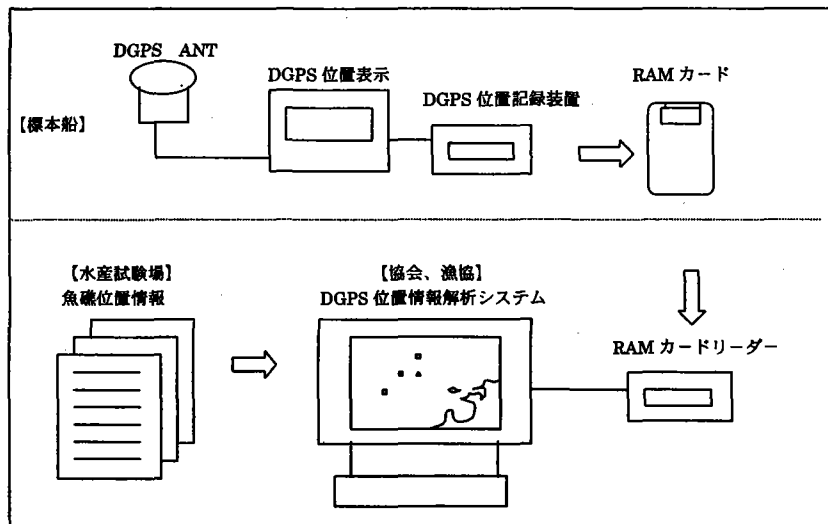 DGPS ANT
DGPS 位置表示
DGPS 位置記録装置
RAM カード
【標本船】
【水産試験場】
魚礁位置情報
【協会、漁協】
DGPS 位置情報解析システム
RAM カードリーダー